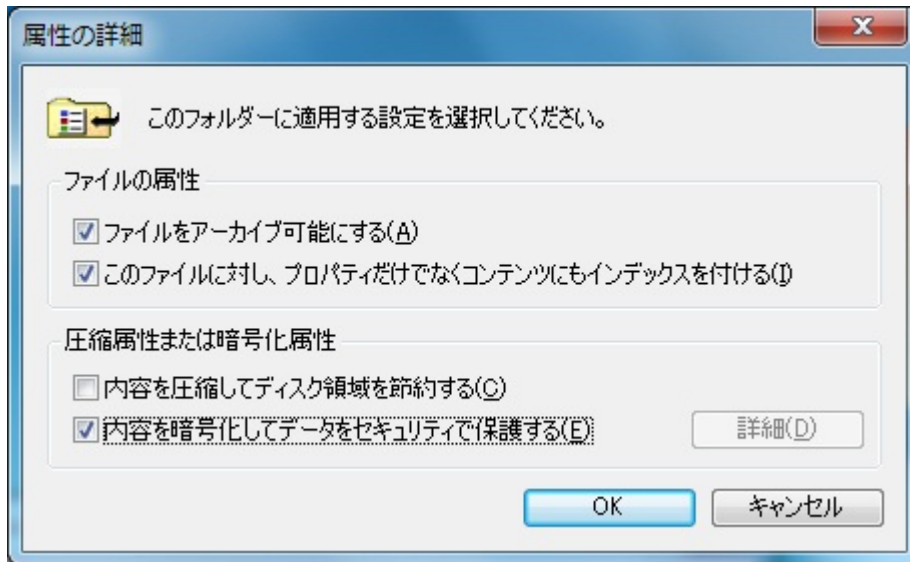 属性の詳細
このフォルダーに適用する設定を選択してください。
ファイルの属性
ファイルをアーカイブ可能にする(A)
このファイルに対し、プロパティだけでなくコンテンツにもインデックスを付ける(I)
圧縮属性または暗号化属性
内容を圧縮してディスク領域を節約する(C)
内容を暗号化してデータをセキュリティで保護する(E)
詳細(D)
OK キャンセル